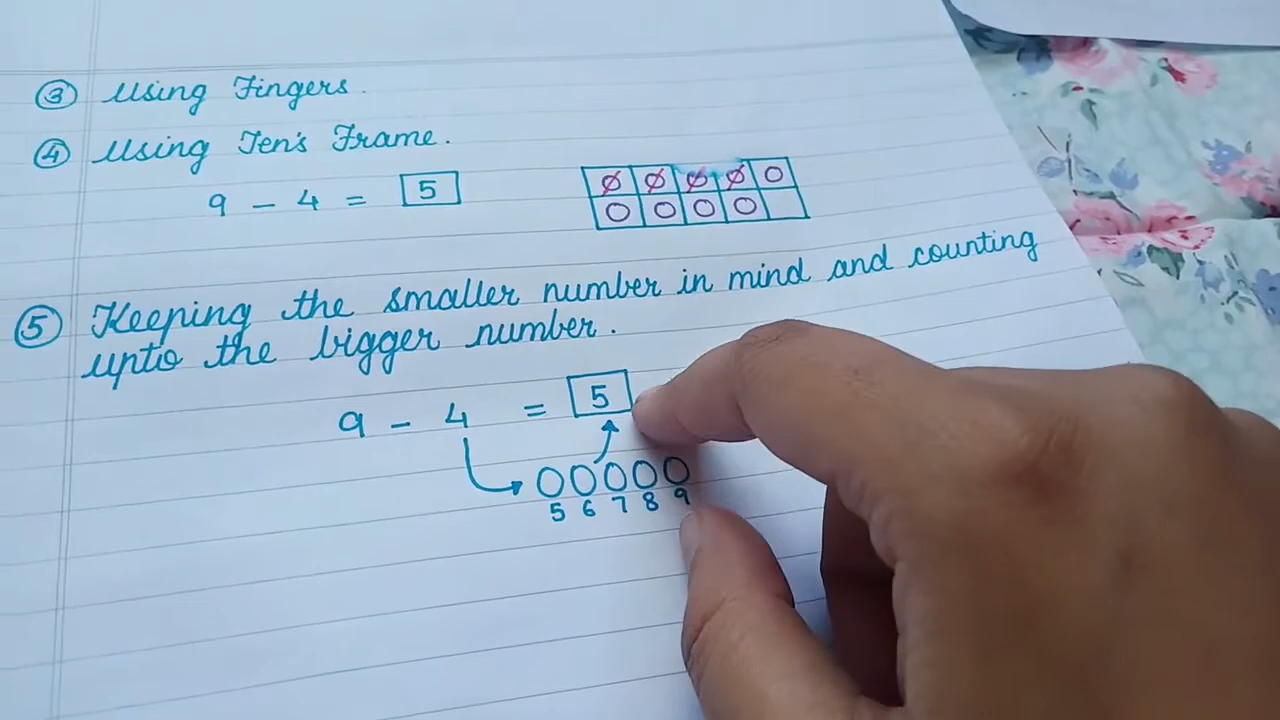 ③ Using Fingers.
④ Using Ten's Frame.
9 - 4 = 5
⑤ Keeping the smaller number in mind and counting
upto the bigger number.
9 - 4 = 5
5 6 7 8 9